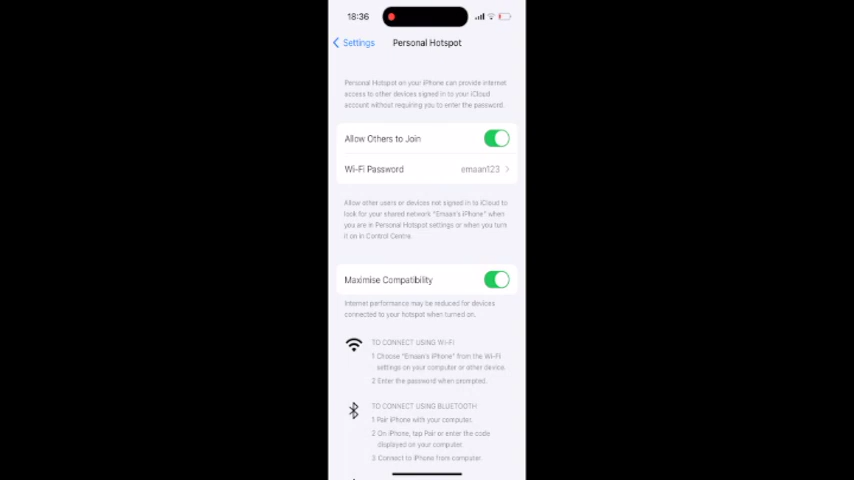 18:36
Settings
Personal Hotspot
Personal Hotspot on your iPhone can provide internet
access to other devices signed in to your iCloud
account without requiring you to enter the password.
Allow Others to Join
Wi-Fi Password emaan123
Allow other users or devices not signed in to iCloud to
look for your shared network "Emaan's iPhone" when
you are in Personal Hotspot settings or when you turn
it on in Control Centre.
Maximise Compatibility
Internet performance may be reduced for devices
connected to your hotspot when turned on.
TO CONNECT USING WI-FI
1 Choose "Emaan's iPhone" from the Wi-Fi
settings on your computer or other device.
2 Enter the password when prompted.
TO CONNECT USING BLUETOOTH
1 Pair iPhone with your computer.
2 On iPhone, tap Pair or enter the code
displayed on your computer.
3 Connect to iPhone from computer.